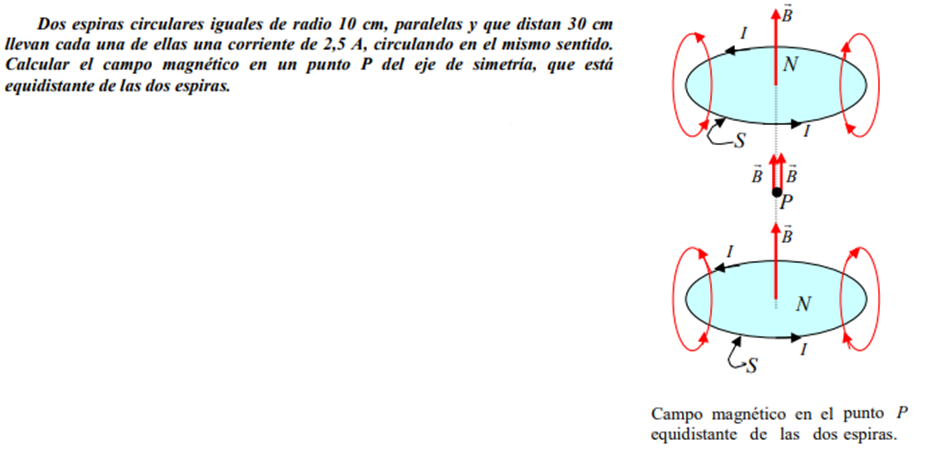 Dos espiras circulares iguales de radio 10 cm, paralelas y que distan 30 cm
llevan cada una de ellas una corriente de 2,5 A, circulando en el mismo sentido.
Calcular el campo magnético en un punto P del eje de simetría, que está
equidistante de las dos espiras.
B⃗
I
N
I
S
B⃗ B⃗
P
B⃗
I
N
I
S
Campo magnético en el punto P
equidistante de las dos espiras.